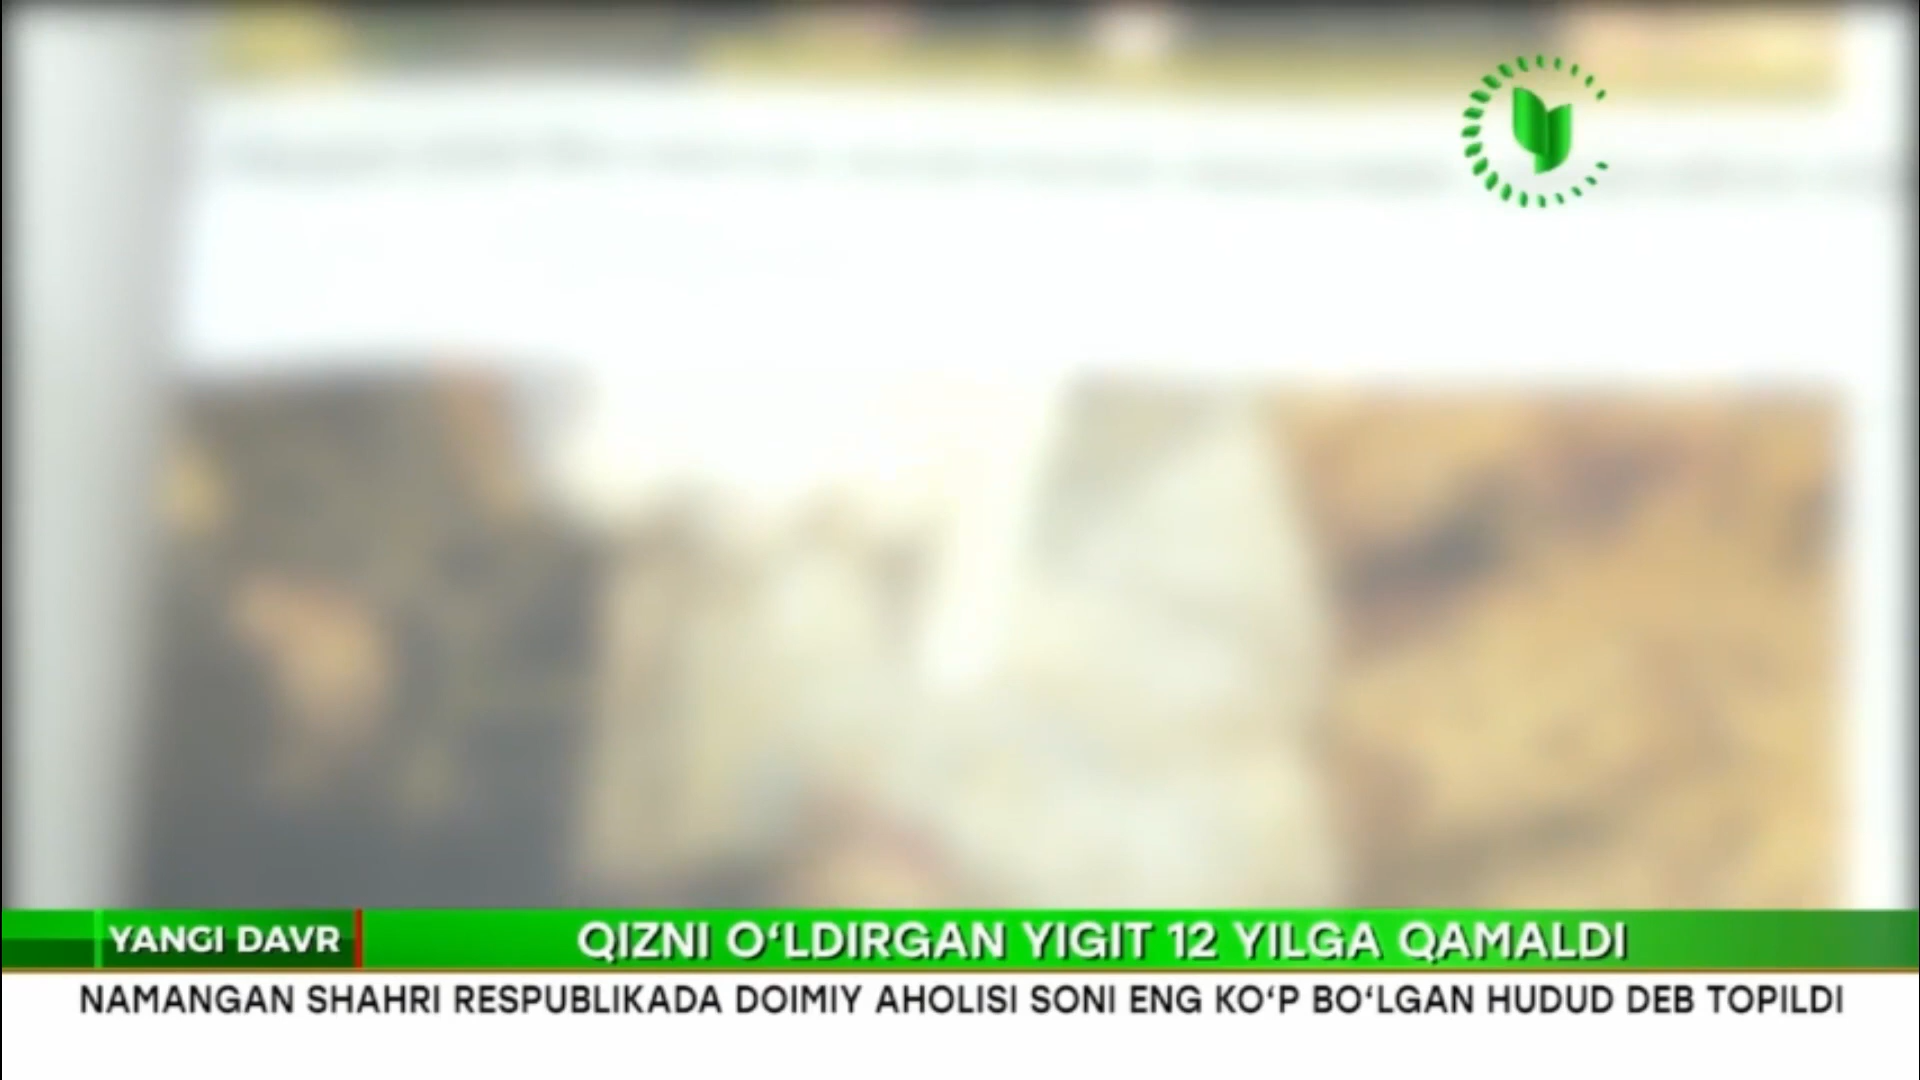 YANGI DAVR
QIZNI O‘LDIRGAN YIGIT 12 YILGA QAMALDI
NAMANGAN SHAHRI RESPUBLIKADA DOIMIY AHOLISI SONI ENG KO‘P BO‘LGAN HUDUD DEB TOPILDI